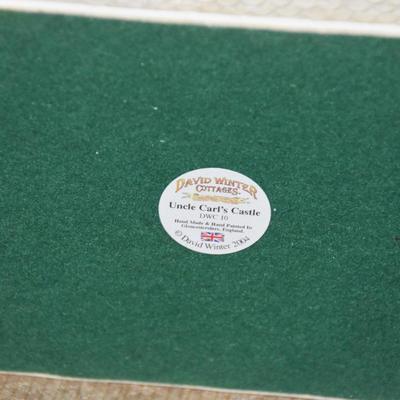 DAVID WINTER
COTTAGES
Uncle Carl's Castle
DWC 10
Hand Made & Hand Painted In
Gloucestershire, England.
© David Winter 2004